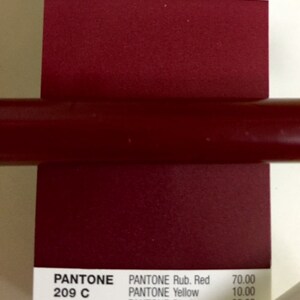 PANTONE PANTONE Rub. Red 70.00
209 C PANTONE Yellow 10.00